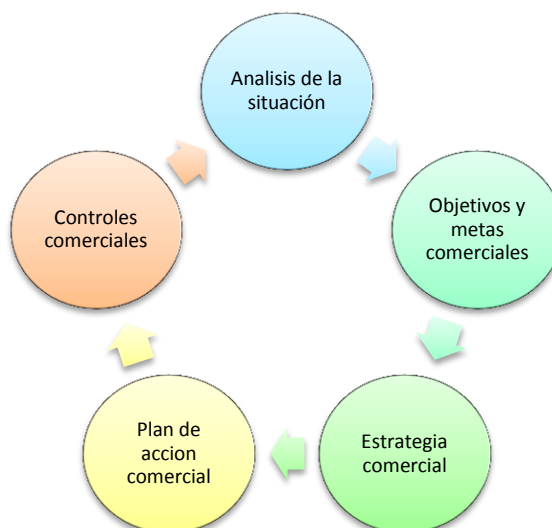 Analisis de la
situación
Objetivos y
metas
comerciales
Estrategia
comercial
Plan de
accion
comercial
Controles
comerciales